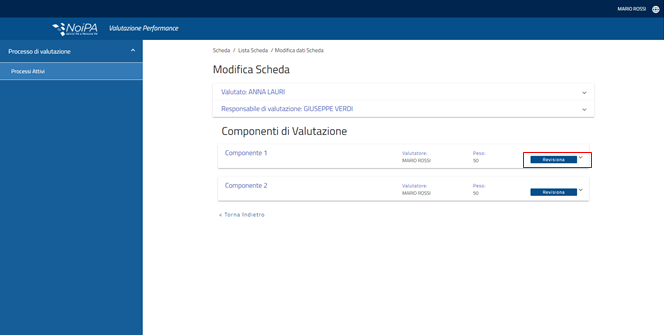 MARIO ROSSI
NoiPA
Valutazione Performance
Processo di valutazione
Processi Attivi
Scheda / Lista Scheda / Modifica dati Scheda
Modifica Scheda
Valutato: ANNA LAURI
Responsabile di valutazione: GIUSEPPE VERDI
Componenti di Valutazione
Componente 1
Valutatore:
MARIO ROSSI
Peso:
50
Revisiona
Componente 2
Valutatore:
MARIO ROSSI
Peso:
50
Revisiona
< Torna Indietro